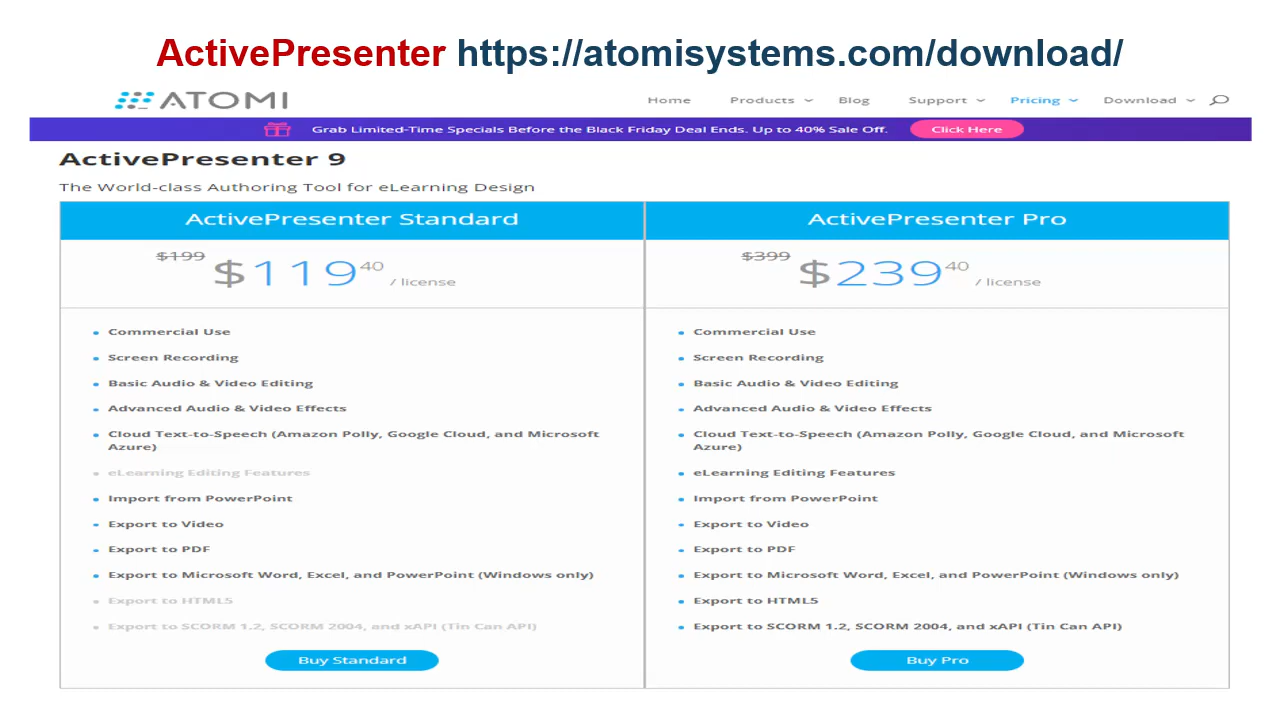 ActivePresenter https://atomisystems.com/download/
ATOMI
Home Products Blog Support Pricing Download
Grab Limited-Time Specials Before the Black Friday Deal Ends. Up to 40% Sale Off. Click Here
ActivePresenter 9
The World-class Authoring Tool for eLearning Design
ActivePresenter Standard
$199 $119 40 / license
Commercial Use
Screen Recording
Basic Audio & Video Editing
Advanced Audio & Video Effects
Cloud Text-to-Speech (Amazon Polly, Google Cloud, and Microsoft
Azure)
eLearning Editing Features
Import from PowerPoint
Export to Video
Export to PDF
Export to Microsoft Word, Excel, and PowerPoint (Windows only)
Export to HTML5
Export to SCORM 1.2, SCORM 2004, and xAPI (Tin Can API)
Buy Standard
ActivePresenter Pro
$399 $239 40 / license
Commercial Use
Screen Recording
Basic Audio & Video Editing
Advanced Audio & Video Effects
Cloud Text-to-Speech (Amazon Polly, Google Cloud, and Microsoft
Azure)
eLearning Editing Features
Import from PowerPoint
Export to Video
Export to PDF
Export to Microsoft Word, Excel, and PowerPoint (Windows only)
Export to HTML5
Export to SCORM 1.2, SCORM 2004, and xAPI (Tin Can API)
Buy Pro